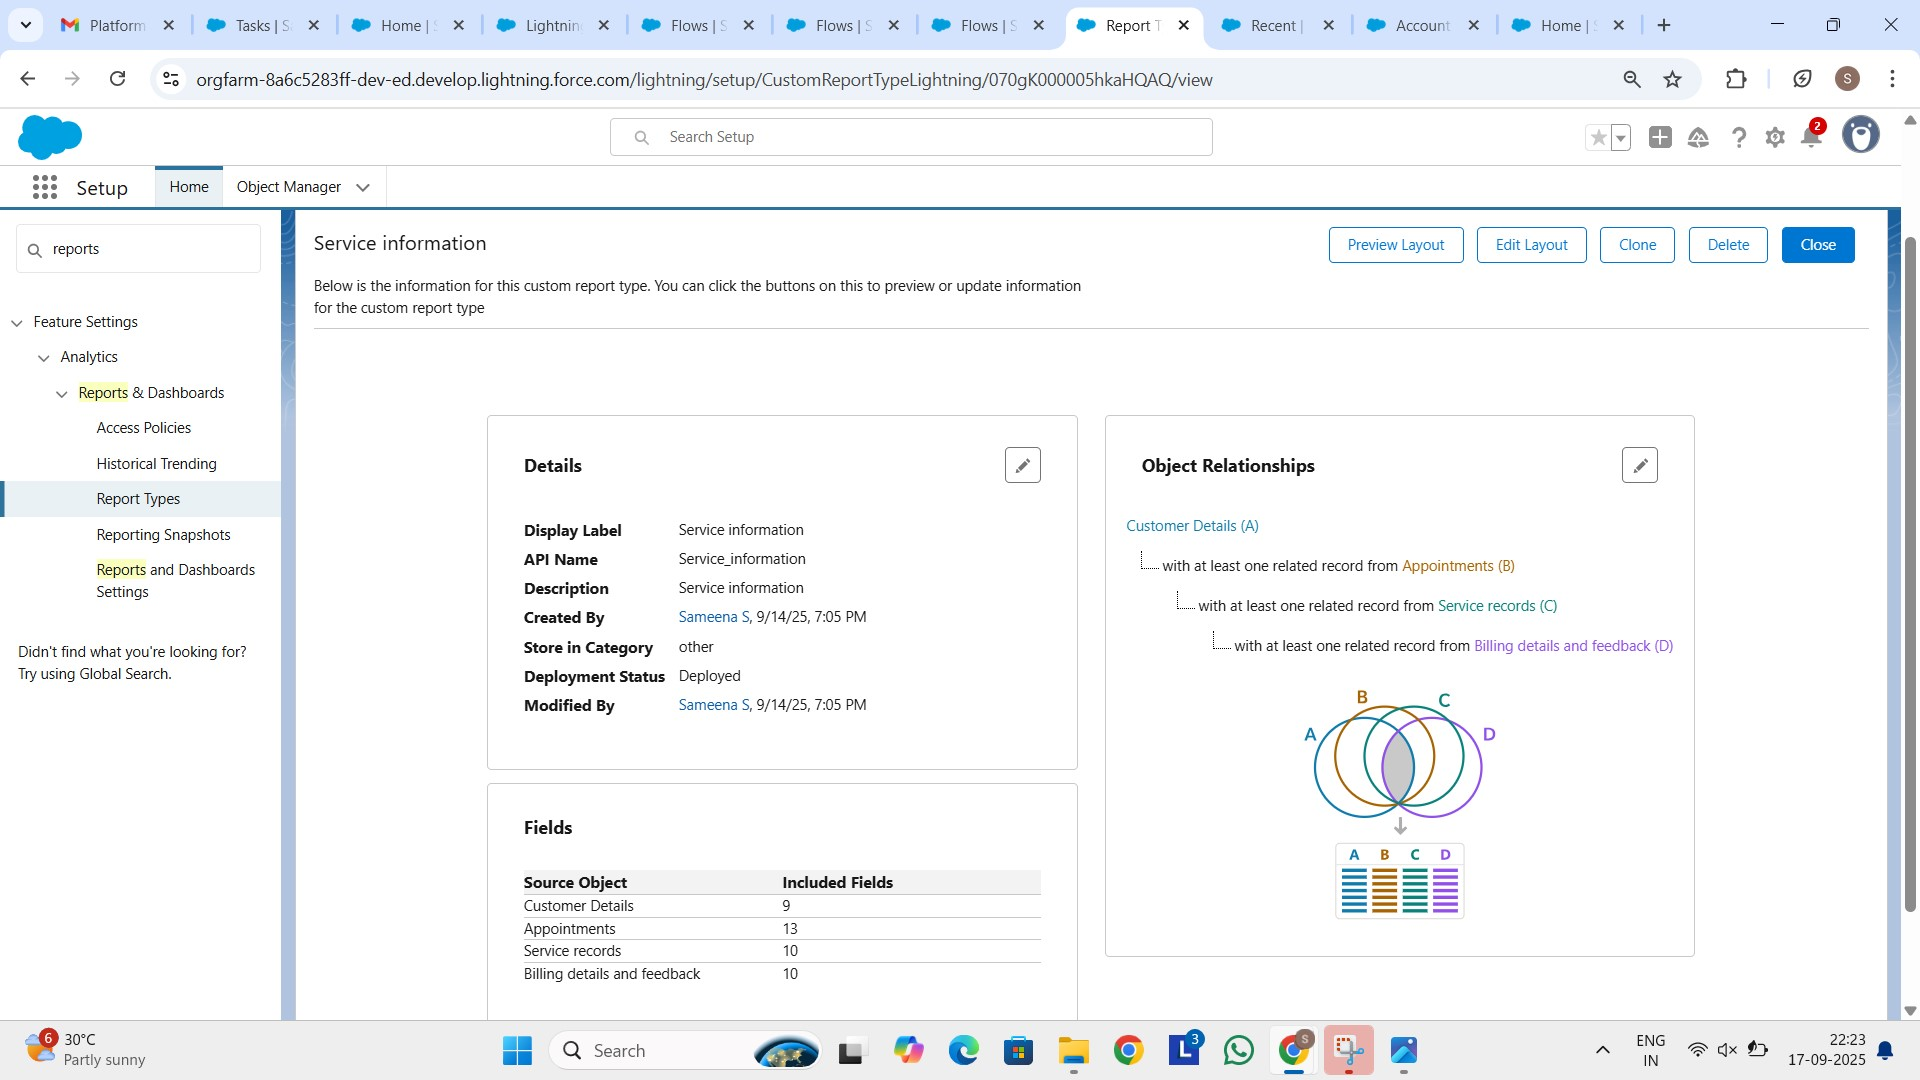 Platform
Tasks | S
Home | S
Lightnin
Flows | S
Flows | S
Flows | S
Report T
Recent |
Account
Home | S
orgfarm-8a6c5283ff-dev-ed.develop.lightning.force.com/lightning/setup/CustomReportTypeLightning/070gK000005hkaHQAQ/view
S
Search Setup
2
Setup
Home
Object Manager
reports
Feature Settings
Analytics
Reports & Dashboards
Access Policies
Historical Trending
Report Types
Reporting Snapshots
Reports and Dashboards
Settings
Didn't find what you're looking for?
Try using Global Search.
Service information
Preview Layout
Edit Layout
Clone
Delete
Close
Below is the information for this custom report type. You can click the buttons on this to preview or update information
for the custom report type
Details
Display Label Service information
API Name Service_information
Description Service information
Created By Sameena S, 9/14/25, 7:05 PM
Store in Category other
Deployment Status Deployed
Modified By Sameena S, 9/14/25, 7:05 PM
Fields
Source Object Included Fields
Customer Details 9
Appointments 13
Service records 10
Billing details and feedback 10
Object Relationships
Customer Details (A)
with at least one related record from Appointments (B)
with at least one related record from Service records (C)
with at least one related record from Billing details and feedback (D)
B C
A D
A B C D
6
30°C
Partly sunny
Search
L
3
S
ENG
IN
22:23
17-09-2025